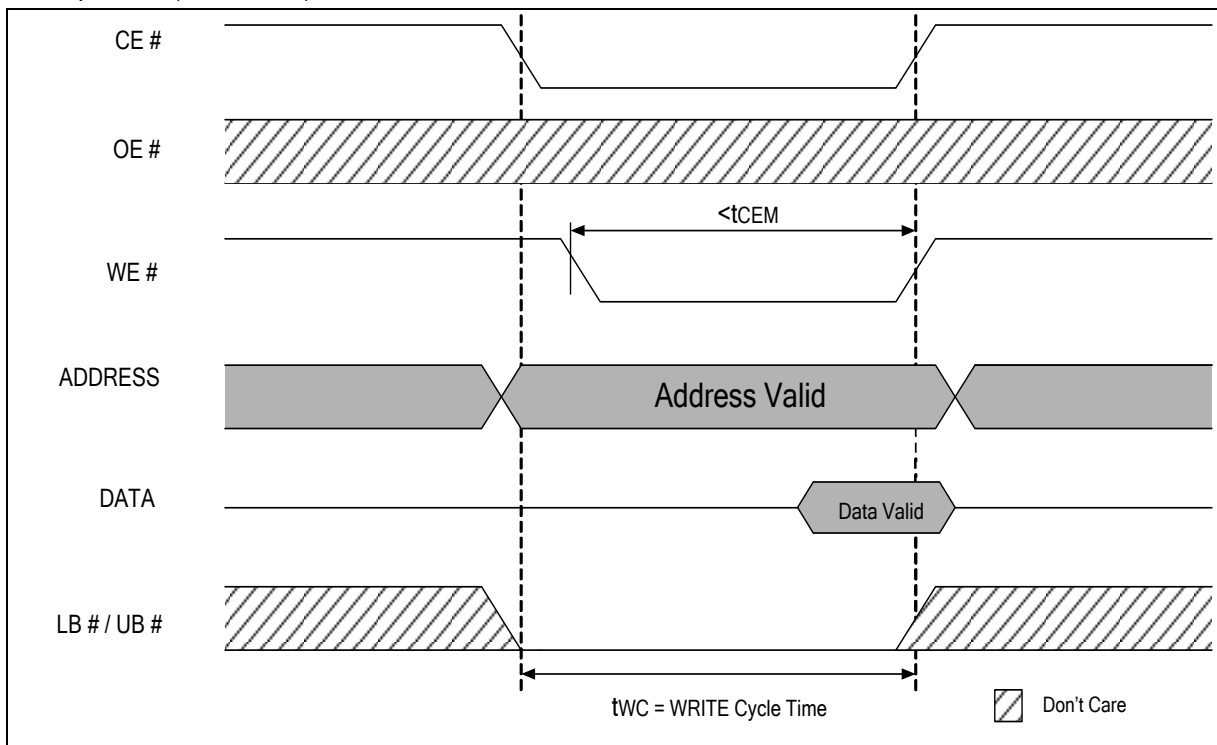 CE #
OE #
<tCEM
WE #
ADDRESS
Address Valid
DATA
Data Valid
LB # / UB #
tWC = WRITE Cycle Time
Don't Care